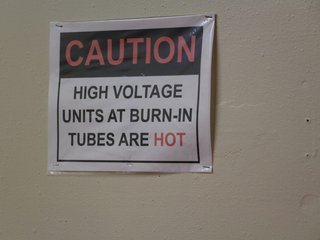 CAUTION
HIGH VOLTAGE
UNITS AT BURN-IN
TUBES ARE HOT